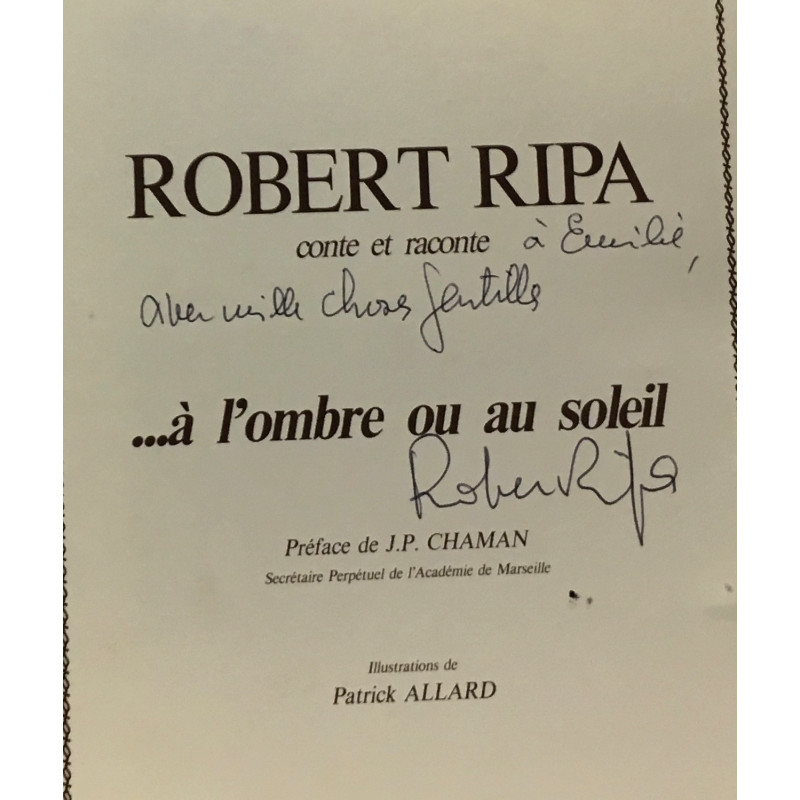 ROBERT RIPA
conte et raconte à Emilie,
avec mille choses gentilles
...à l'ombre ou au soleil
Robert Ripa
Préface de J.P. CHAMAN
Secrétaire Perpétuel de l'Académie de Marseille
Illustrations de
Patrick ALLARD